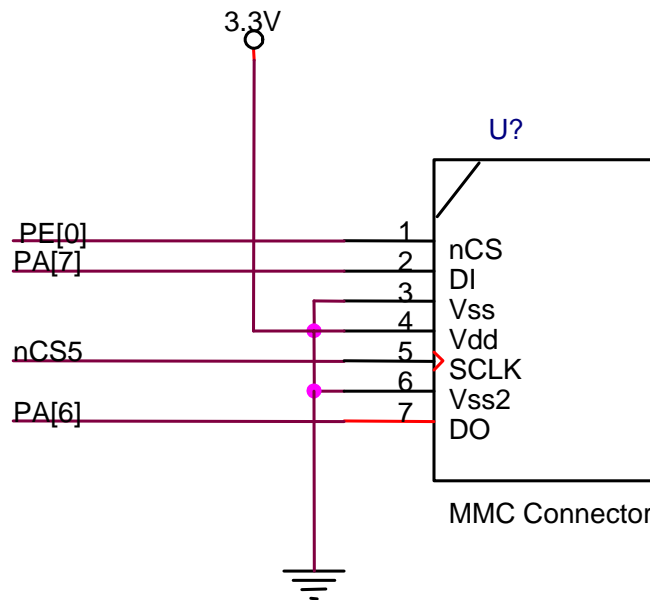 3.3V
U?
PE[0] 1 nCS
PA[7] 2 DI
3 Vss
4 Vdd
nCS5 5 SCLK
6 Vss2
PA[6] 7 DO
MMC Connector